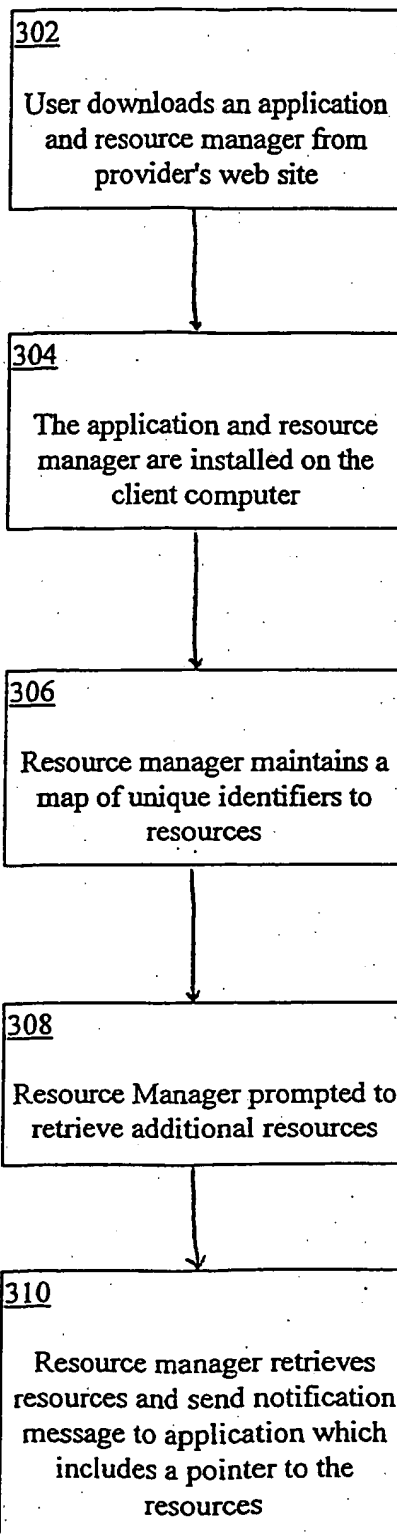 302
User downloads an application
and resource manager from
provider's web site
304
The application and resource
manager are installed on the
client computer
306
Resource manager maintains a
map of unique identifiers to
resources
308
Resource Manager prompted to
retrieve additional resources
310
Resource manager retrieves
resources and send notification
message to application which
includes a pointer to the
resources